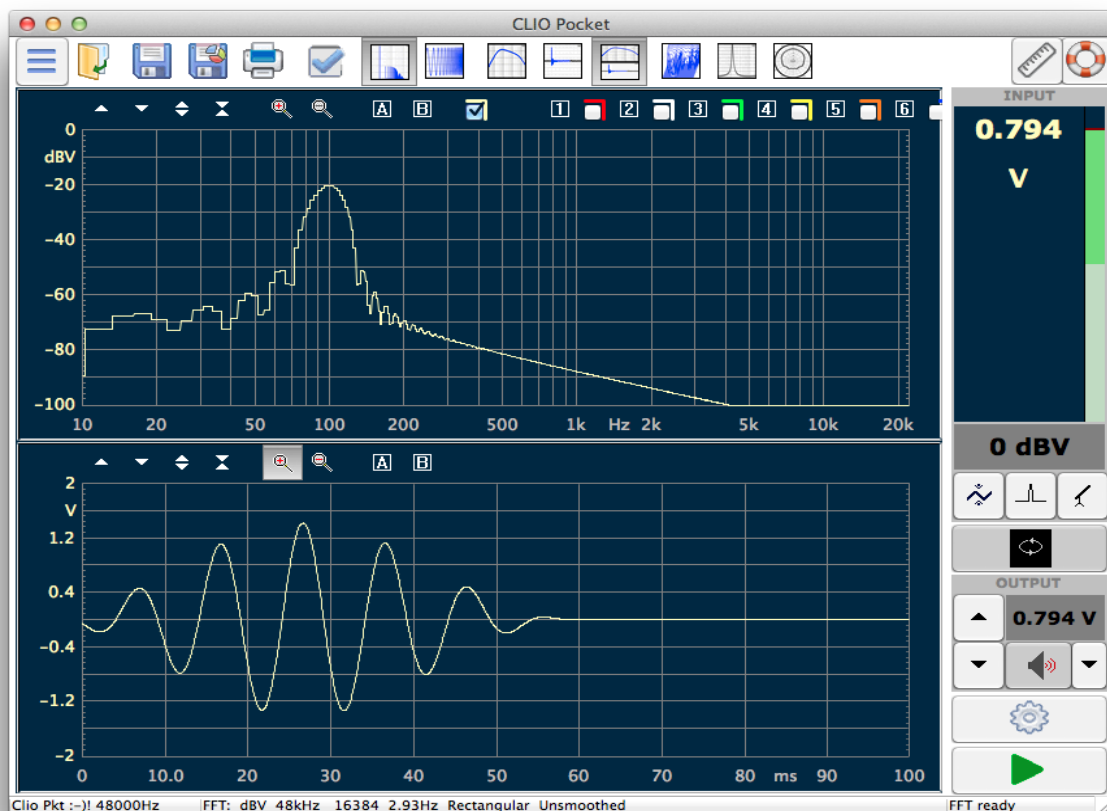 CLIO Pocket
INPUT
0.794
V
0 dBV
OUTPUT
0.794 V
A B 1 2 3 4 5 6
0
dBV
-20
-40
-60
-80
-100
10 20 50 100 200 500 1k Hz 2k 5k 10k 20k
A B
2
V
1.2
0.4
-0.4
-1.2
-2
0 10.0 20 30 40 50 60 70 80 ms 90 100
Clio Pkt :-)! 48000Hz FFT: dBV 48kHz 16384 2.93Hz Rectangular Unsmoothed FFT ready